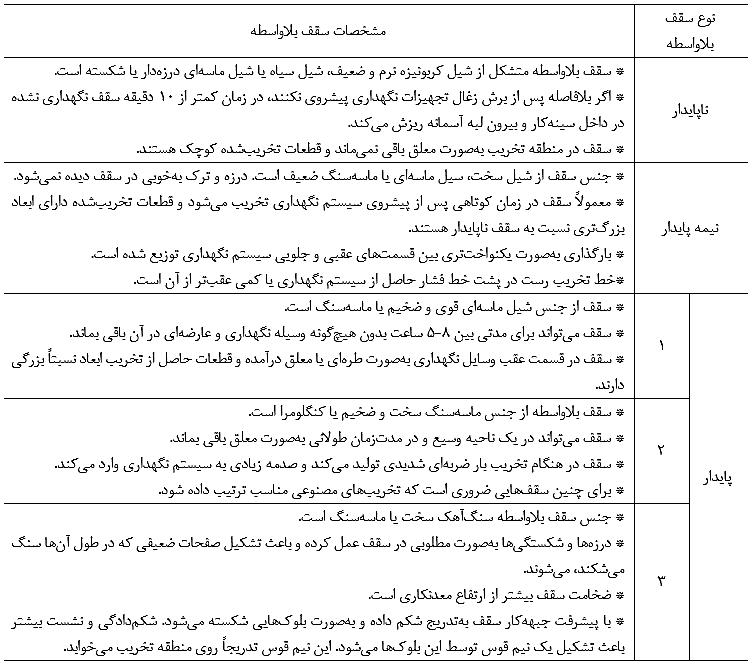 نوع سقف
بلاواسطه
مشخصات سقف بلاواسطه
ناپایدار
* سقف بلاواسطه متشکل از شیل کربونیزه نرم و ضعیف، شیل سیاه یا شیل ماسه‌ای درزه‌دار یا شکسته است.
* اگر بلافاصله پس از برش زغال تجهیزات نگهداری پیشروی نکنند، در زمان کمتر از ۱۰ دقیقه سقف نگهداری نشده
در داخل سینه‌کار و بیرون لبه آسمانه ریزش می‌کند.
* سقف در منطقه تخریب به‌صورت معلق باقی نمی‌ماند و قطعات تخریب‌شده کوچک هستند.
نیمه پایدار
* جنس سقف از شیل سخت، سیل ماسه‌ای یا ماسه‌سنگ ضعیف است. درزه و ترک به‌خوبی در سقف دیده نمی‌شود.
* معمولاً سقف در زمان کوتاهی پس از پیشروی سیستم نگهداری تخریب می‌شود و قطعات تخریب‌شده دارای ابعاد
بزرگ‌تری نسبت به سقف ناپایدار هستند.
* بارگذاری به‌صورت یکنواخت‌تری بین قسمت‌های عقبی و جلویی سیستم نگهداری توزیع شده است.
*خط تخریب رست در پشت خط فشار حاصل از سیستم نگهداری یا کمی عقب‌تر از آن است.
پایدار
۱
* سقف از جنس شیل ماسه‌ای قوی و ضخیم یا ماسه‌سنگ است.
* سقف می‌تواند برای مدتی بین ۸-۵ ساعت بدون هیچ‌گونه وسیله نگهداری و عارضه‌ای در آن باقی بماند.
* سقف در قسمت عقب وسایل نگهداری به‌صورت طره‌ای یا معلق درآمده و قطعات حاصل از تخریب ابعاد نسبتاً بزرگی
دارند.
۲
* سقف بلاواسطه از جنس ماسه‌سنگ سخت و ضخیم یا کنگلومرا است.
* سقف می‌تواند در یک ناحیه وسیع و در مدت‌زمان طولانی به‌صورت معلق باقی بماند.
* سقف در هنگام تخریب بار ضربه‌ای شدیدی تولید می‌کند و صدمه زیادی به سیستم نگهداری وارد می‌کند.
* برای چنین سقف‌هایی ضروری است که تخریب‌های مصنوعی مناسب ترتیب داده شود.
۳
* جنس سقف بلاواسطه سنگ‌آهک سخت یا ماسه‌سنگ است.
* درزه‌ها و شکستگی‌ها به‌صورت مطلوبی در سقف عمل کرده و باعث تشکیل صفحات ضعیفی که در طول آن‌ها سنگ
می‌شکند، می‌شوند.
* ضخامت سقف بیشتر از ارتفاع معدنکاری است.
* با پیشرفت جبهه‌کار سقف به‌تدریج شکم داده و به‌صورت بلوک‌هایی شکسته می‌شود. شکم‌دادگی و نشست بیشتر
باعث تشکیل یک نیم قوس توسط این بلوک‌ها می‌شود. این نیم قوس تدریجاً روی منطقه تخریب می‌خوابد.